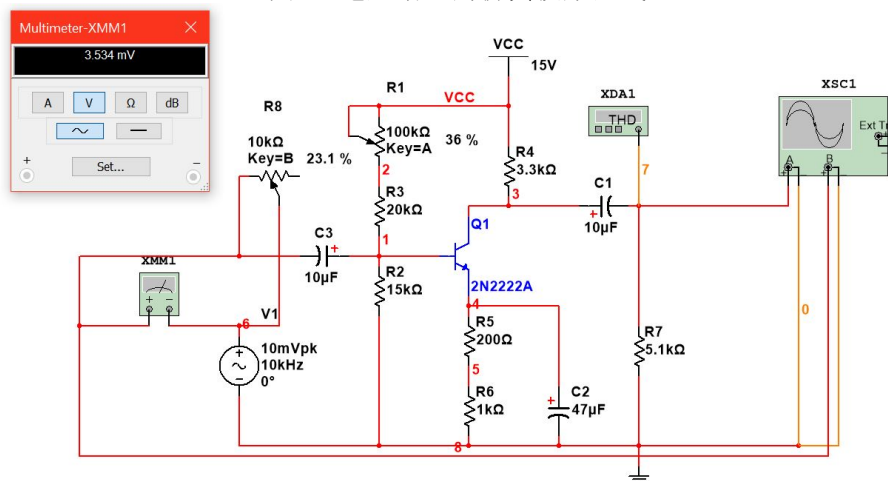 Multimeter-XMM1
3.534 mV
A V Ω dB
Set...
+ −
VCC
15V
R1
VCC
100kΩ
Key=A
36 %
R8
10kΩ
Key=B
23.1 %
2
R3
20kΩ
1
C3
+
10µF
R2
15kΩ
R4
3.3kΩ
3
Q1
2N2222A
4
R5
200Ω
5
R6
1kΩ
8
C2
+
47µF
C1
+
10µF
XDA1
THD
7
XSC1
Ext
A B
0
R7
5.1kΩ
XMM1
+ −
V1
6
10mVpk
10kHz
0°